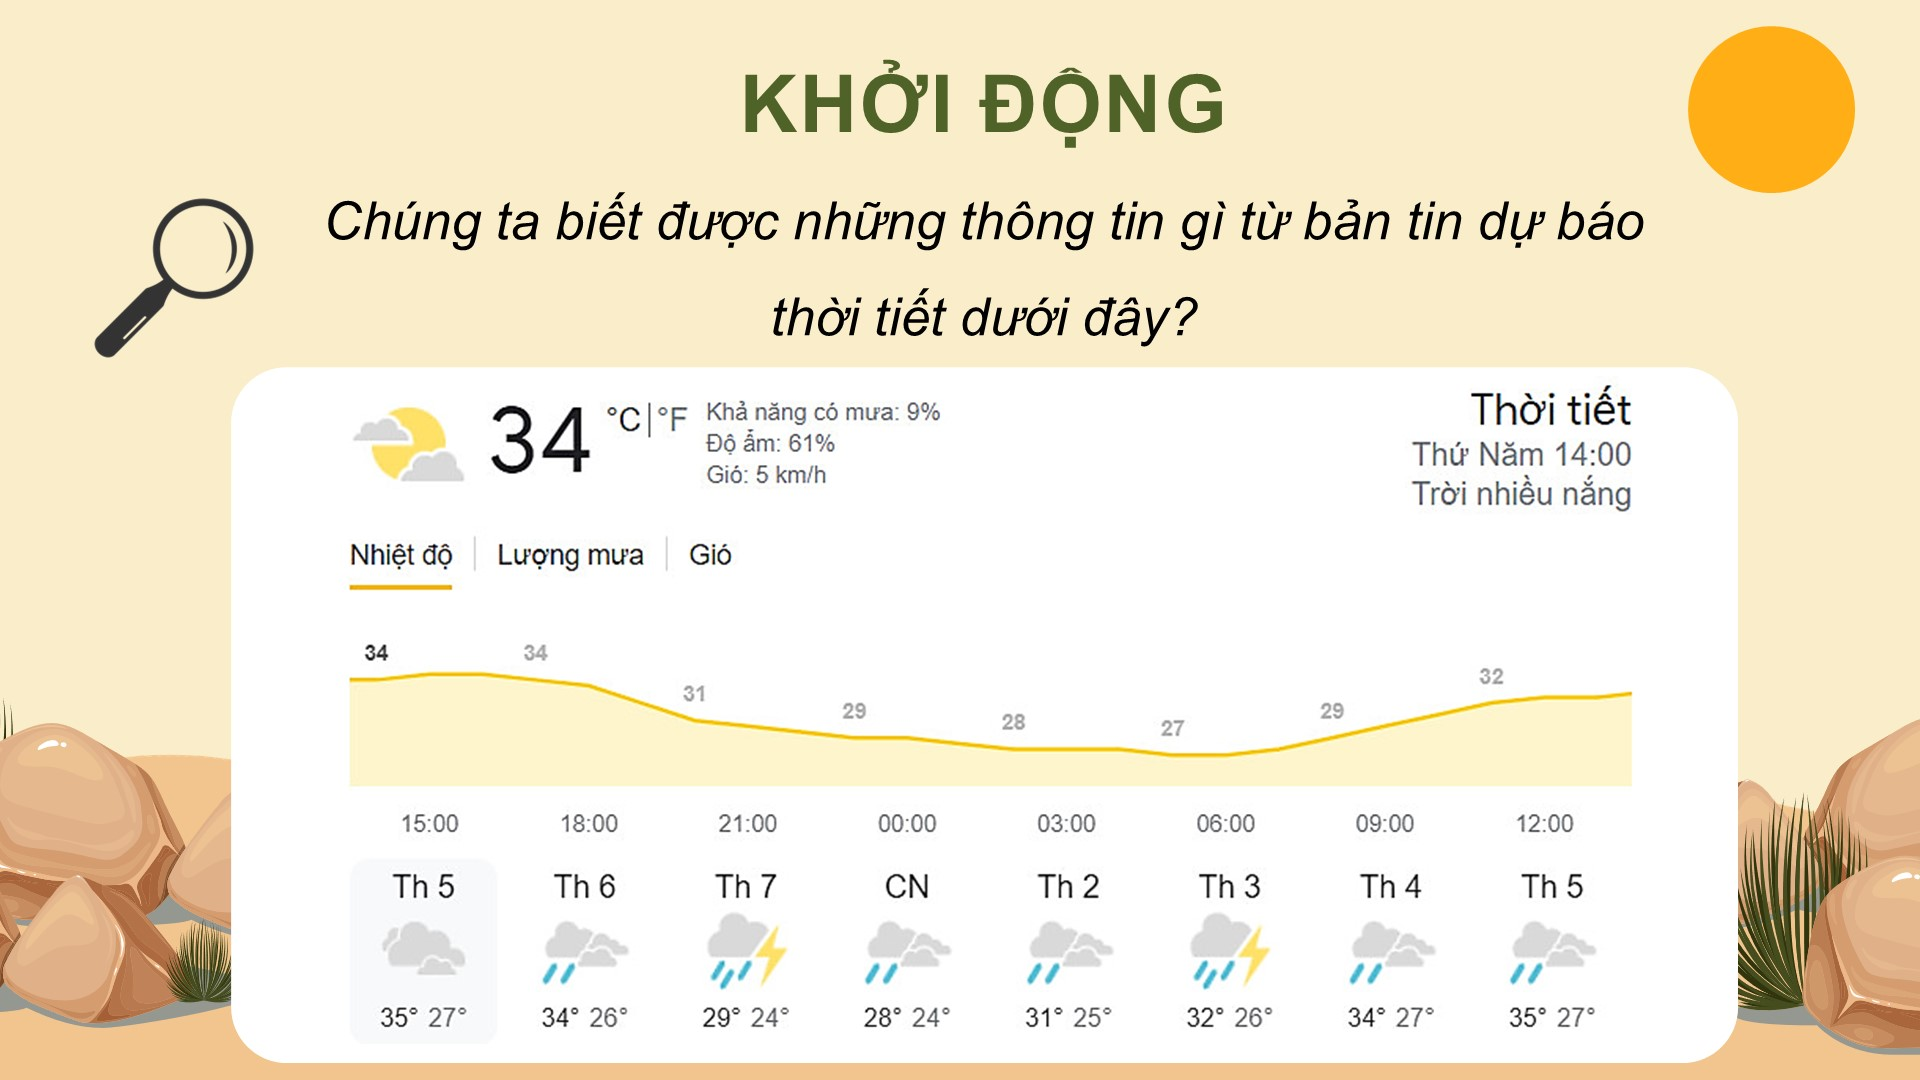 KHỞI ĐỘNG
Chúng ta biết được những thông tin gì từ bản tin dự báo
thời tiết dưới đây?
34 °C|°F
Khả năng có mưa: 9%
Độ ẩm: 61%
Gió: 5 km/h
Thời tiết
Thứ Năm 14:00
Trời nhiều nắng
Nhiệt độ Lượng mưa Gió
34 34 31 29 28 27 29 32
15:00 18:00 21:00 00:00 03:00 06:00 09:00 12:00
Th 5 Th 6 Th 7 CN Th 2 Th 3 Th 4 Th 5
35° 27° 34° 26° 29° 24° 28° 24° 31° 25° 32° 26° 34° 27° 35° 27°